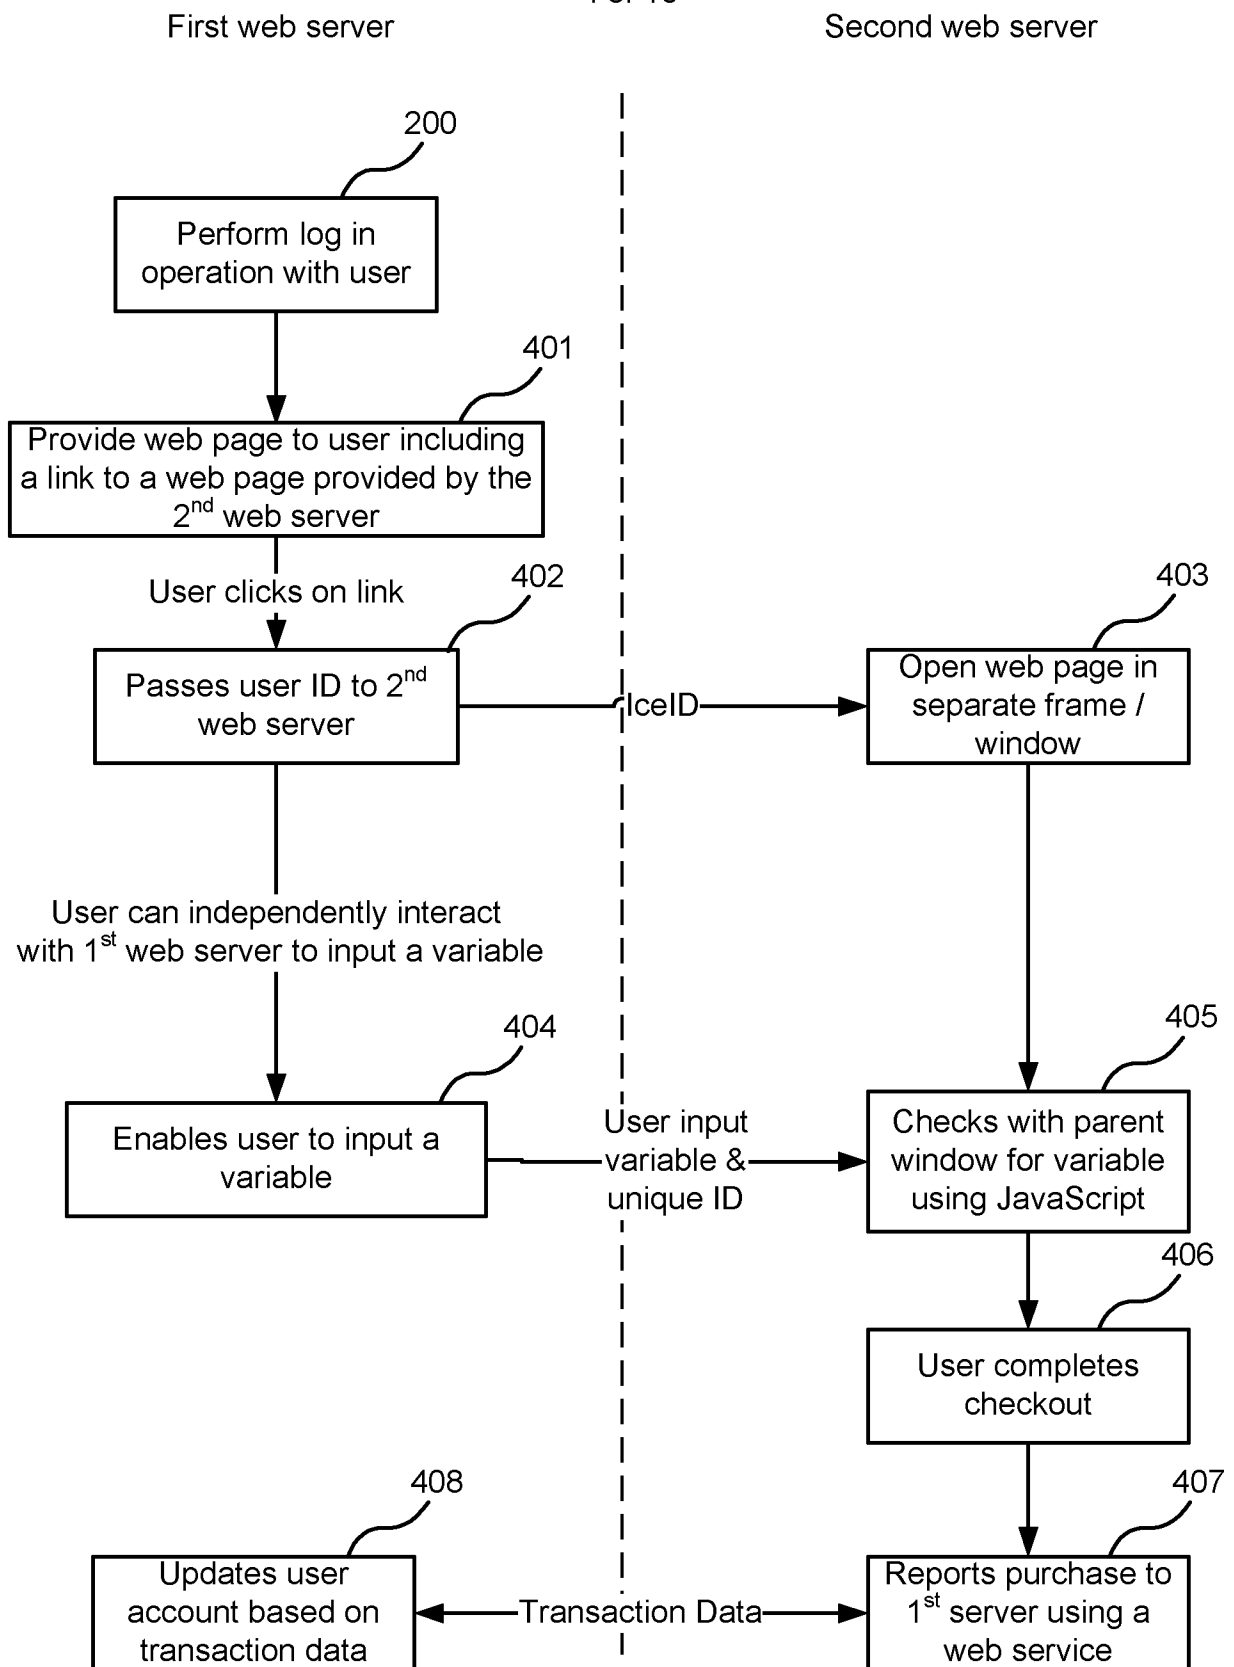 First web server
Second web server
200
Perform log in
operation with user
401
Provide web page to user including
a link to a web page provided by the
2nd web server
User clicks on link
402
403
Passes user ID to 2nd
web server
IceID
Open web page in
separate frame /
window
User can independently interact
with 1st web server to input a variable
404
405
Enables user to input a
variable
User input
variable &
unique ID
Checks with parent
window for variable
using JavaScript
406
User completes
checkout
408
407
Updates user
account based on
transaction data
Transaction Data
Reports purchase to
1st server using a
web service